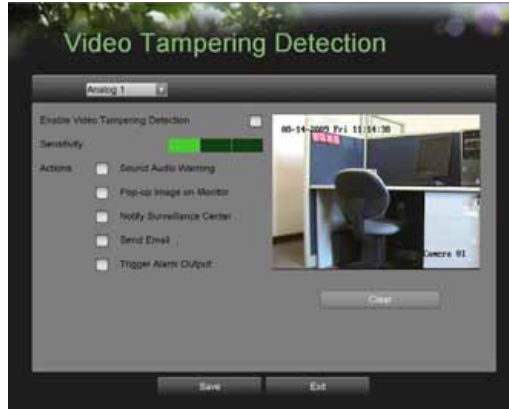 Video Tampering Detection
Analog 1
Enable Video Tampering Detection
Sensitivity
08-14-2009 Fri 11:14:38
Actions
Sound Audio Warning
Pop-up Image on Monitor
Notify Surveillance Center
Send Email
Trigger Alarm Output
Camera 01
Clear
Save
Exit